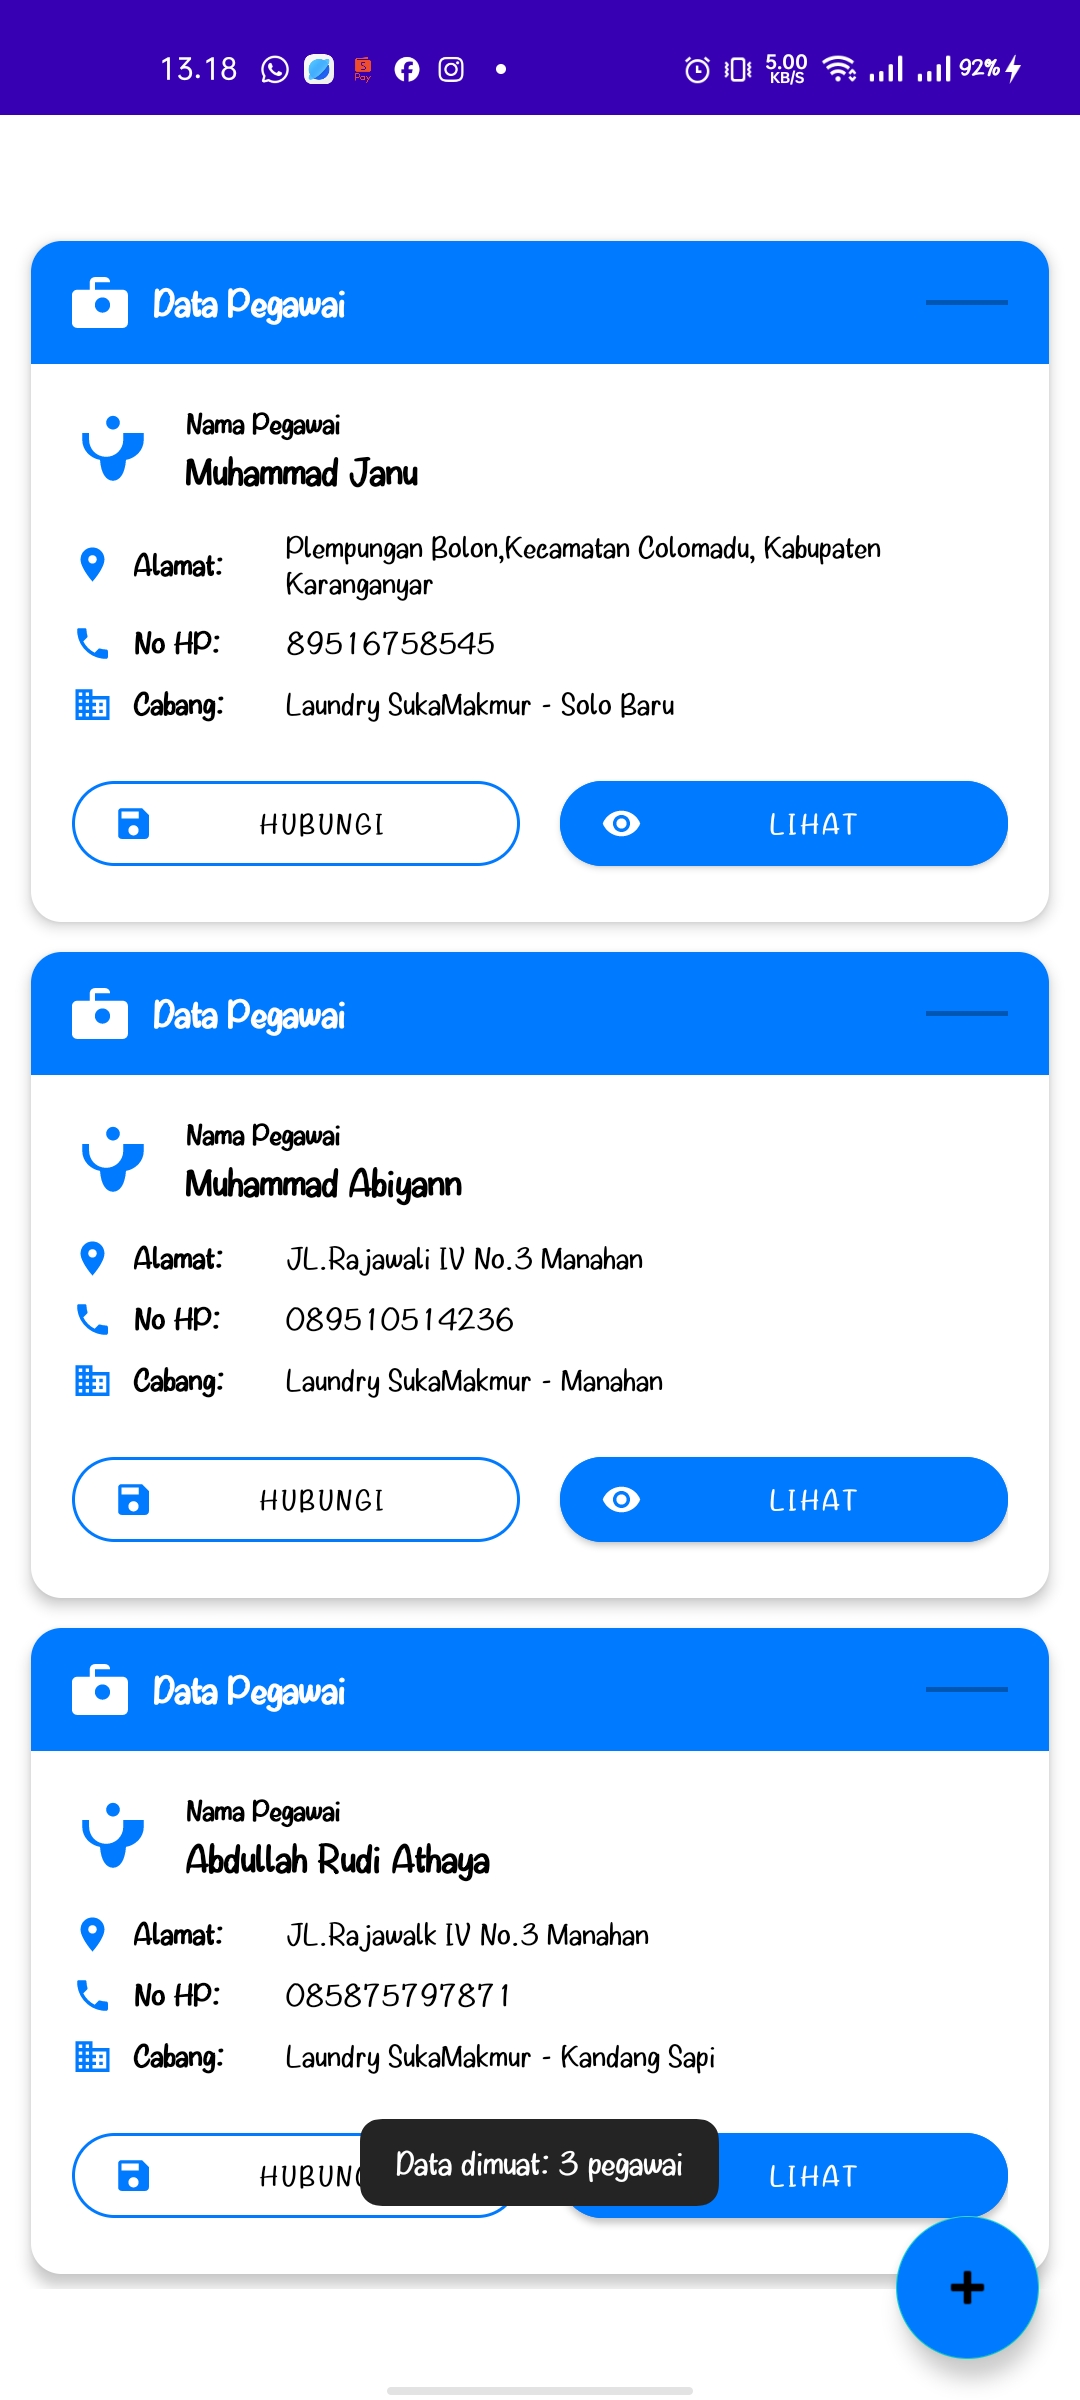 13.18
5.00
KB/S
92%
Pay
Data Pegawai
Nama Pegawai
Muhammad Janu
Alamat: Plempungan Bolon,Kecamatan Colomadu, Kabupaten
Karanganyar
No HP: 89516758545
Cabang: Laundry SukaMakmur - Solo Baru
HUBUNGI LIHAT
Data Pegawai
Nama Pegawai
Muhammad Abiyann
Alamat: JL.Rajawali IV No.3 Manahan
No HP: 089510514236
Cabang: Laundry SukaMakmur - Manahan
HUBUNGI LIHAT
Data Pegawai
Nama Pegawai
Abdullah Rudi Athaya
Alamat: JL.Rajawalk IV No.3 Manahan
No HP: 085875797871
Cabang: Laundry SukaMakmur - Kandang Sapi
HUBUNG LIHAT
Data dimuat: 3 pegawai
+